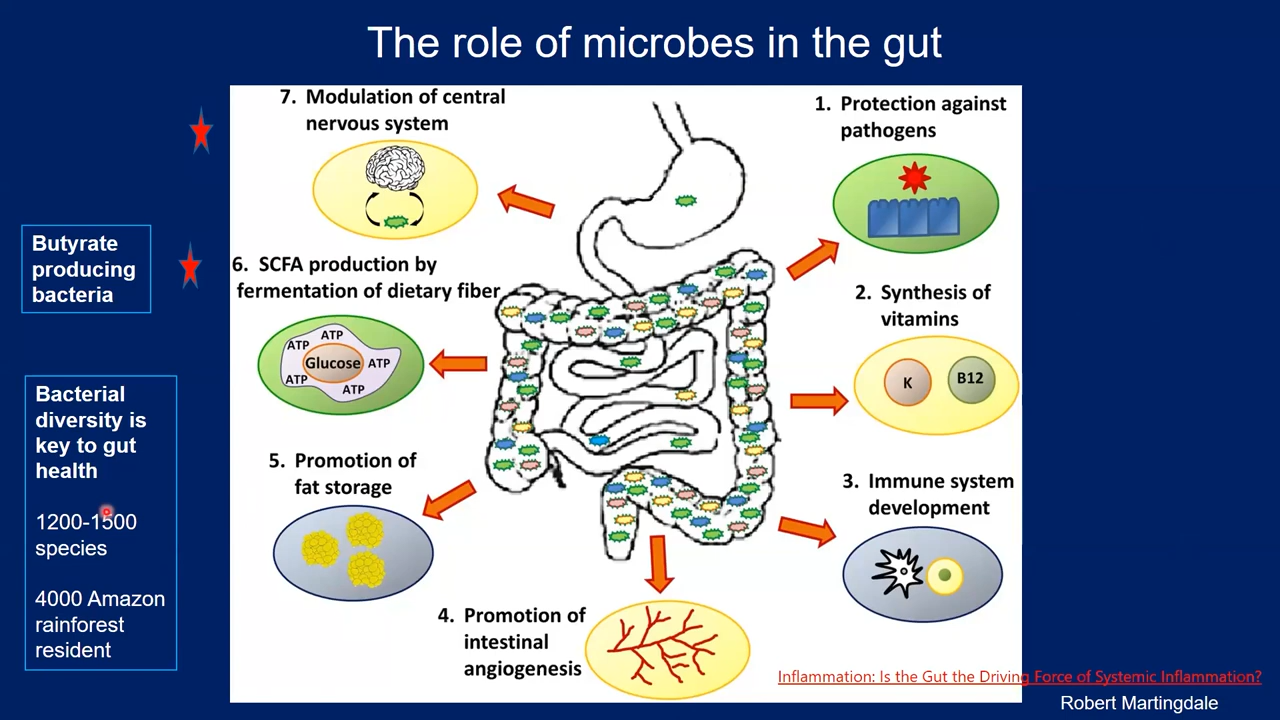 The role of microbes in the gut
7. Modulation of central
nervous system
1. Protection against
pathogens
Butyrate
producing
bacteria
6. SCFA production by
fermentation of dietary fiber
ATP
ATP
Glucose
ATP
ATP
ATP
2. Synthesis of
vitamins
K
B12
Bacterial
diversity is
key to gut
health
1200-1500
species
4000 Amazon
rainforest
resident
5. Promotion of
fat storage
3. Immune system
development
4. Promotion of
intestinal
angiogenesis
Inflammation: Is the Gut the Driving Force of Systemic Inflammation?
Robert Martingdale